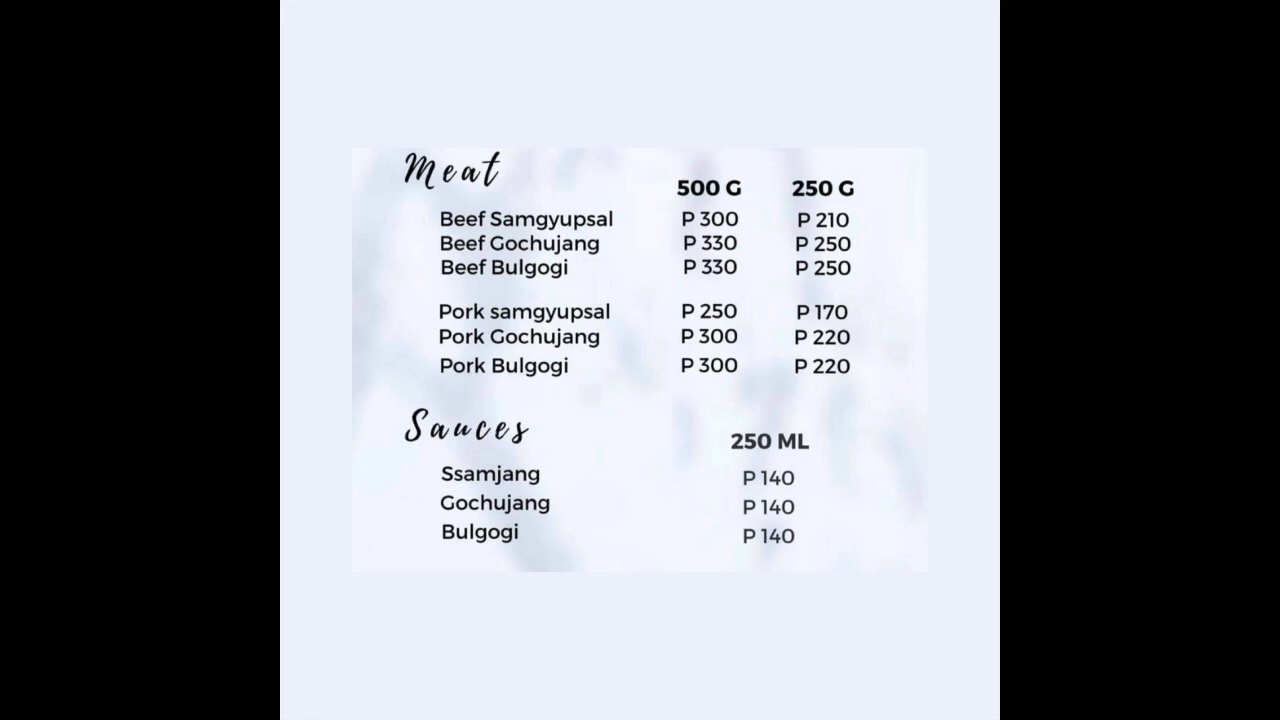 Meat
500 G 250 G
Beef Samgyupsal P 300 P 210
Beef Gochujang P 330 P 250
Beef Bulgogi P 330 P 250
Pork samgyupsal P 250 P 170
Pork Gochujang P 300 P 220
Pork Bulgogi P 300 P 220
Sauces
250 ML
Ssamjang P 140
Gochujang P 140
Bulgogi P 140